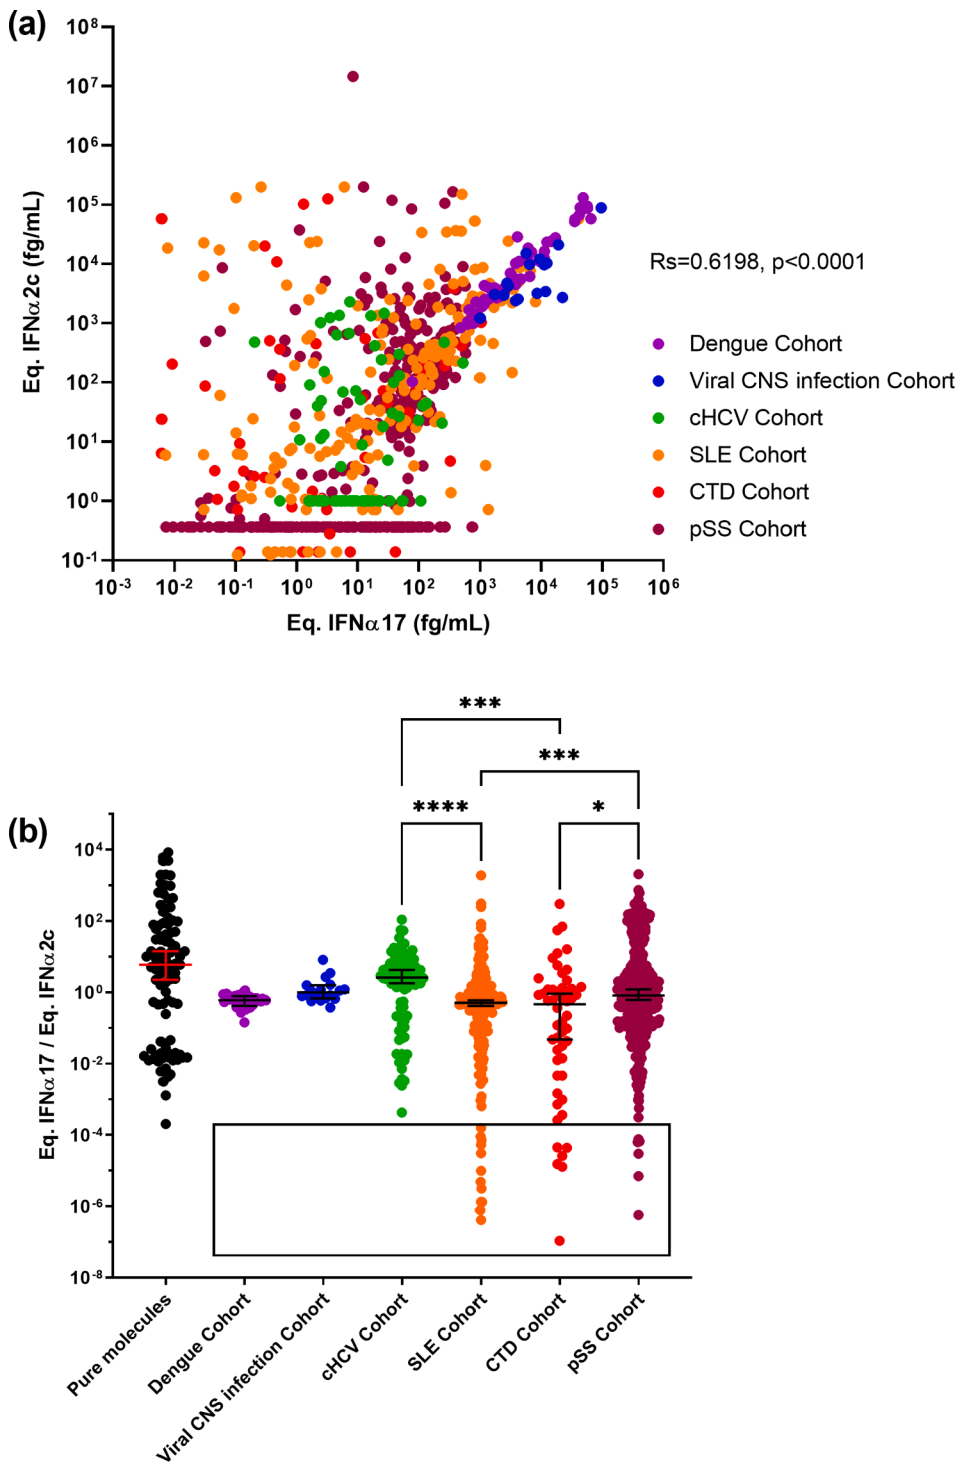 (a)
10⁸
10⁷
10⁶
10⁵
10⁴
10³
10²
10¹
10⁰
10⁻¹
Eq. IFNα2c (fg/mL)
10⁻³ 10⁻² 10⁻¹ 10⁰ 10¹ 10² 10³ 10⁴ 10⁵ 10⁶
Eq. IFNα17 (fg/mL)
Rs=0.6198, p<0.0001
Dengue Cohort
Viral CNS infection Cohort
cHCV Cohort
SLE Cohort
CTD Cohort
pSS Cohort
(b)
***
***
****
*
10⁴
10²
10⁰
10⁻²
10⁻⁴
10⁻⁶
10⁻⁸
Eq. IFNα17 / Eq. IFNα2c
Pure molecules
Dengue Cohort
Viral CNS infection Cohort
cHCV Cohort
SLE Cohort
CTD Cohort
pSS Cohort